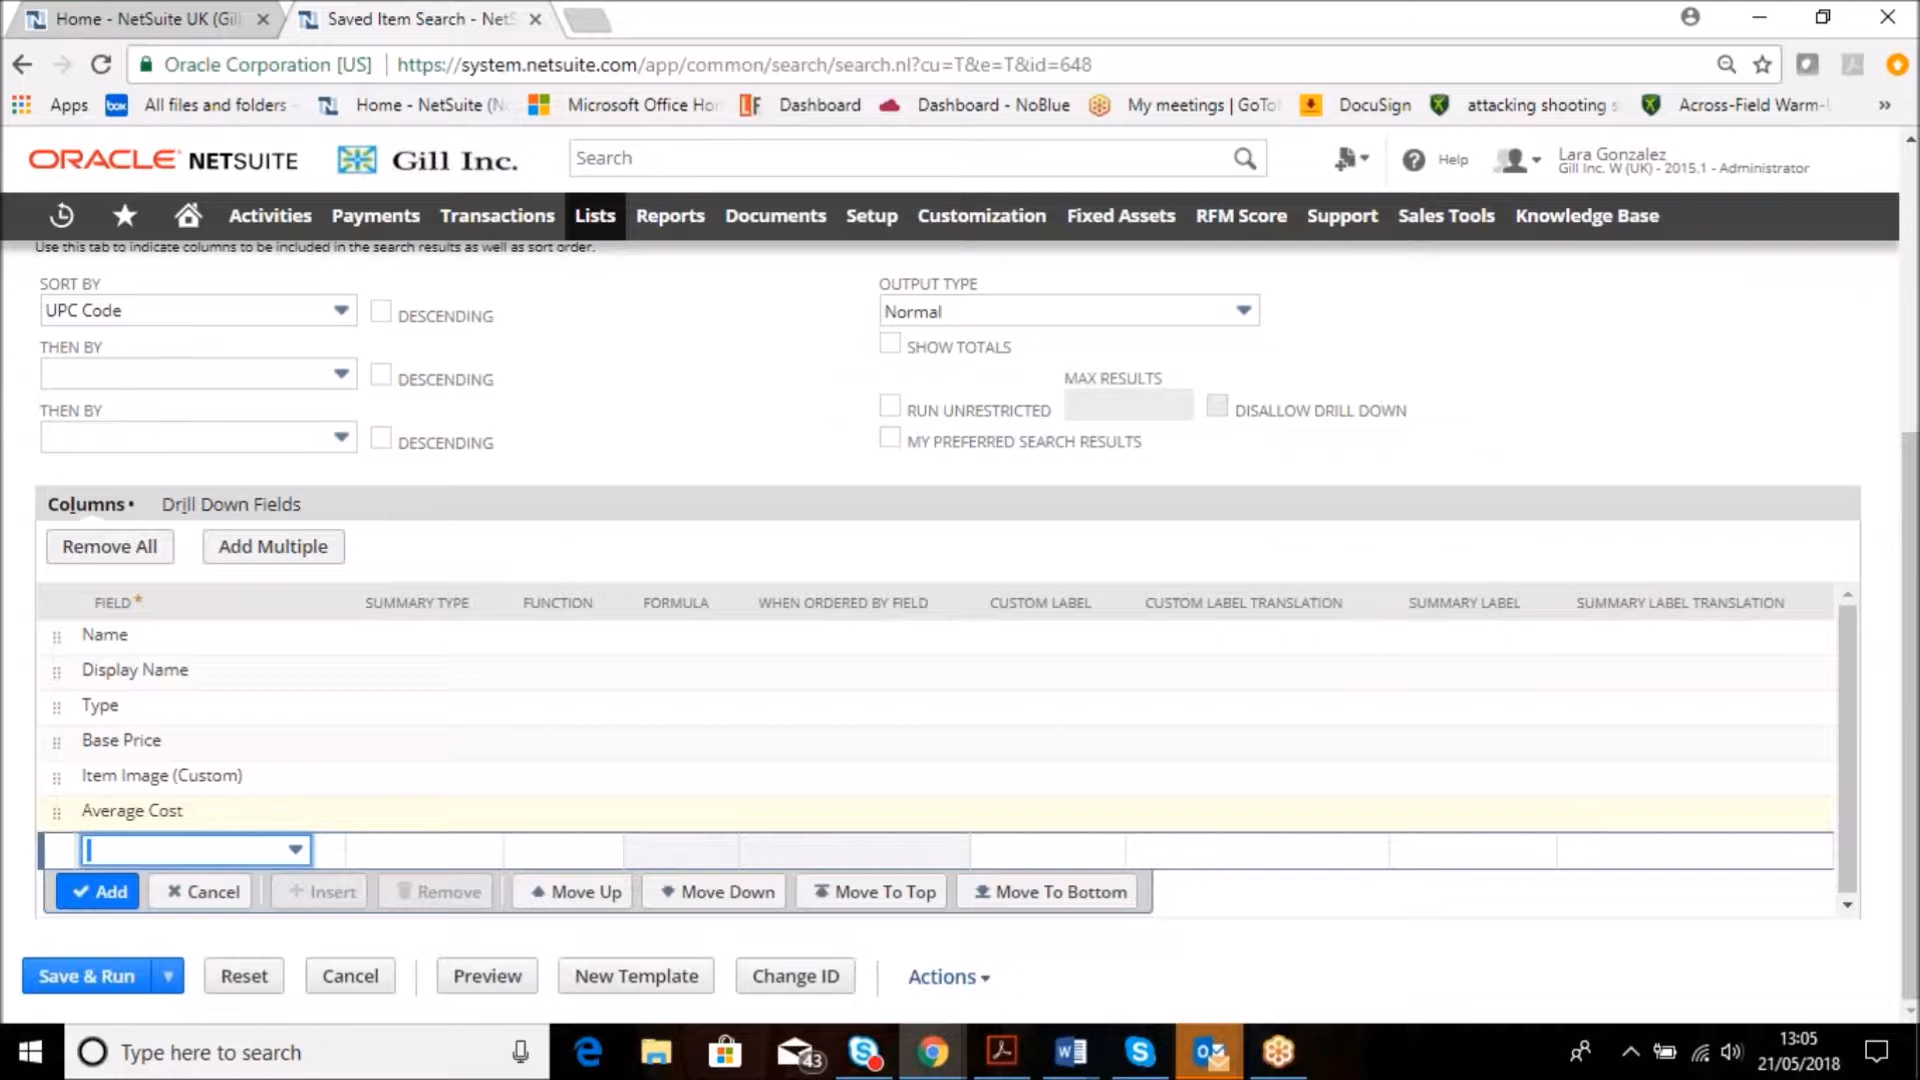 Home - NetSuite UK (Gill
Saved Item Search - NetS
Oracle Corporation [US]
https://system.netsuite.com/app/common/search/search.nl?cu=T&e=T&id=648
Apps
box
All files and folders
Home - NetSuite (N
Microsoft Office Ho
LF
Dashboard
Dashboard - NoBlue
My meetings | GoTo
DocuSign
attacking shooting s
Across-Field Warm-
»
ORACLE NETSUITE
Gill Inc.
Search
Help
Lara Gonzalez
Gill Inc. W (UK) - 2015.1 - Administrator
Activities
Payments
Transactions
Lists
Reports
Documents
Setup
Customization
Fixed Assets
RFM Score
Support
Sales Tools
Knowledge Base
Use this tab to indicate columns to be included in the search results as well as sort order.
SORT BY
UPC Code
DESCENDING
THEN BY
DESCENDING
THEN BY
DESCENDING
OUTPUT TYPE
Normal
SHOW TOTALS
MAX RESULTS
RUN UNRESTRICTED
DISALLOW DRILL DOWN
MY PREFERRED SEARCH RESULTS
Columns •
Drill Down Fields
Remove All
Add Multiple
FIELD *
SUMMARY TYPE
FUNCTION
FORMULA
WHEN ORDERED BY FIELD
CUSTOM LABEL
CUSTOM LABEL TRANSLATION
SUMMARY LABEL
SUMMARY LABEL TRANSLATION
Name
Display Name
Type
Base Price
Item Image (Custom)
Average Cost
Add
Cancel
Insert
Remove
Move Up
Move Down
Move To Top
Move To Bottom
Save & Run
Reset
Cancel
Preview
New Template
Change ID
Actions
Type here to search
43
13:05
21/05/2018